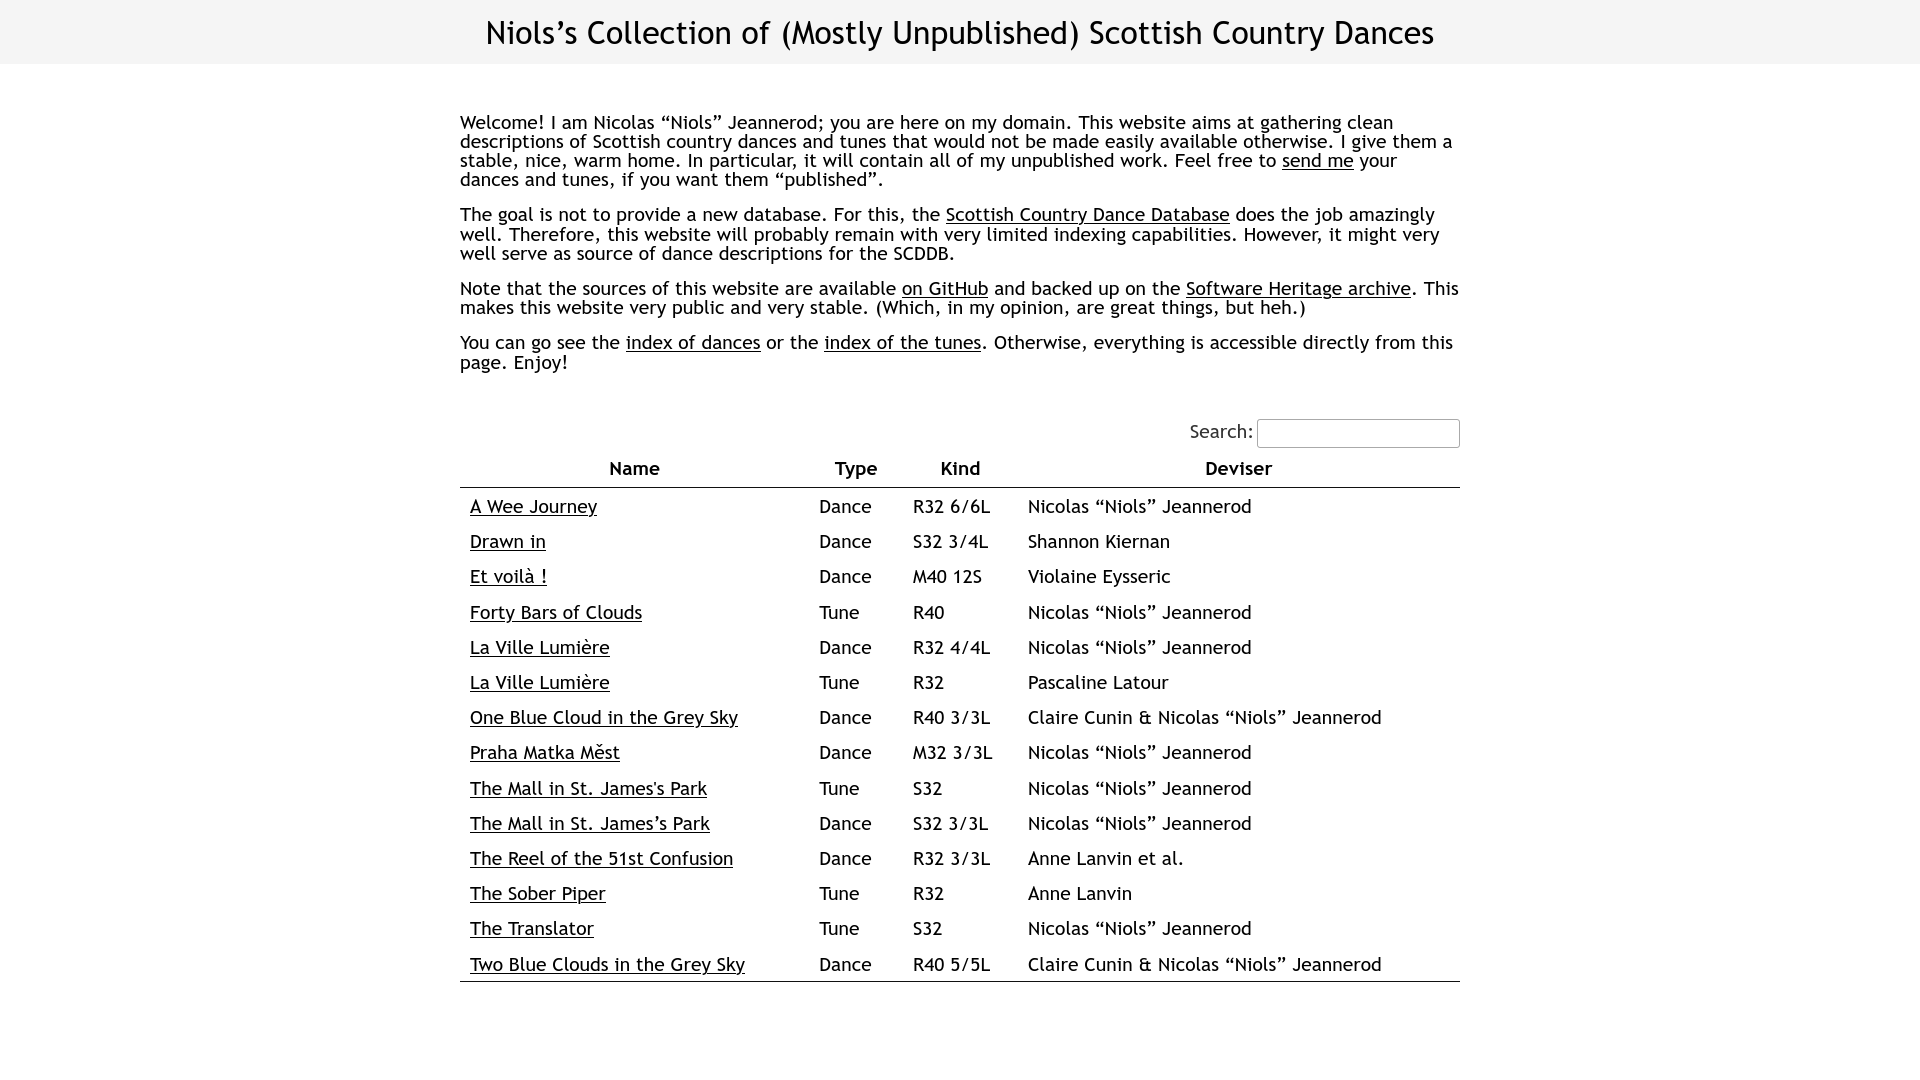 Niols’s Collection of (Mostly Unpublished) Scottish Country Dances
Welcome! I am Nicolas “Niols” Jeannerod; you are here on my domain. This website aims at gathering clean
descriptions of Scottish country dances and tunes that would not be made easily available otherwise. I give them a
stable, nice, warm home. In particular, it will contain all of my unpublished work. Feel free to send me your
dances and tunes, if you want them “published”.
The goal is not to provide a new database. For this, the Scottish Country Dance Database does the job amazingly
well. Therefore, this website will probably remain with very limited indexing capabilities. However, it might very
well serve as source of dance descriptions for the SCDDB.
Note that the sources of this website are available on GitHub and backed up on the Software Heritage archive. This
makes this website very public and very stable. (Which, in my opinion, are great things, but heh.)
You can go see the index of dances or the index of the tunes. Otherwise, everything is accessible directly from this
page. Enjoy!
Search:
Name Type Kind Deviser
A Wee Journey Dance R32 6/6L Nicolas “Niols” Jeannerod
Drawn in Dance S32 3/4L Shannon Kiernan
Et voilà ! Dance M40 12S Violaine Eysseric
Forty Bars of Clouds Tune R40 Nicolas “Niols” Jeannerod
La Ville Lumière Dance R32 4/4L Nicolas “Niols” Jeannerod
La Ville Lumière Tune R32 Pascaline Latour
One Blue Cloud in the Grey Sky Dance R40 3/3L Claire Cunin & Nicolas “Niols” Jeannerod
Praha Matka Měst Dance M32 3/3L Nicolas “Niols” Jeannerod
The Mall in St. James's Park Tune S32 Nicolas “Niols” Jeannerod
The Mall in St. James’s Park Dance S32 3/3L Nicolas “Niols” Jeannerod
The Reel of the 51st Confusion Dance R32 3/3L Anne Lanvin et al.
The Sober Piper Tune R32 Anne Lanvin
The Translator Tune S32 Nicolas “Niols” Jeannerod
Two Blue Clouds in the Grey Sky Dance R40 5/5L Claire Cunin & Nicolas “Niols” Jeannerod